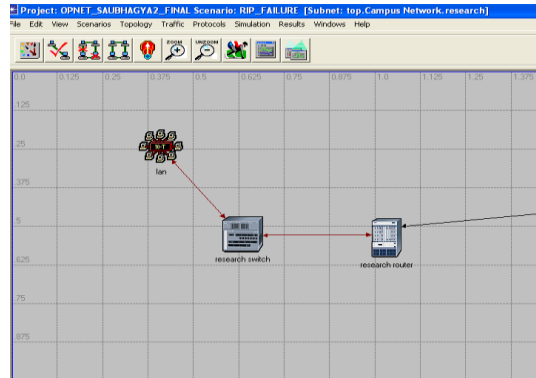 Project: OPNET_SAUBHAGYA2_FINAL Scenario: RIP_FAILURE [Subnet: top.Campus Network.research]
File Edit View Scenarios Topology Traffic Protocols Simulation Results Windows Help
ZOOM UNZOOM
0.0 0.125 0.25 0.375 0.5 0.625 0.75 0.875 1.0 1.125 1.25 1.375
.125
.25
lan
.375
.5
research switch
research router
.625
.75
.875